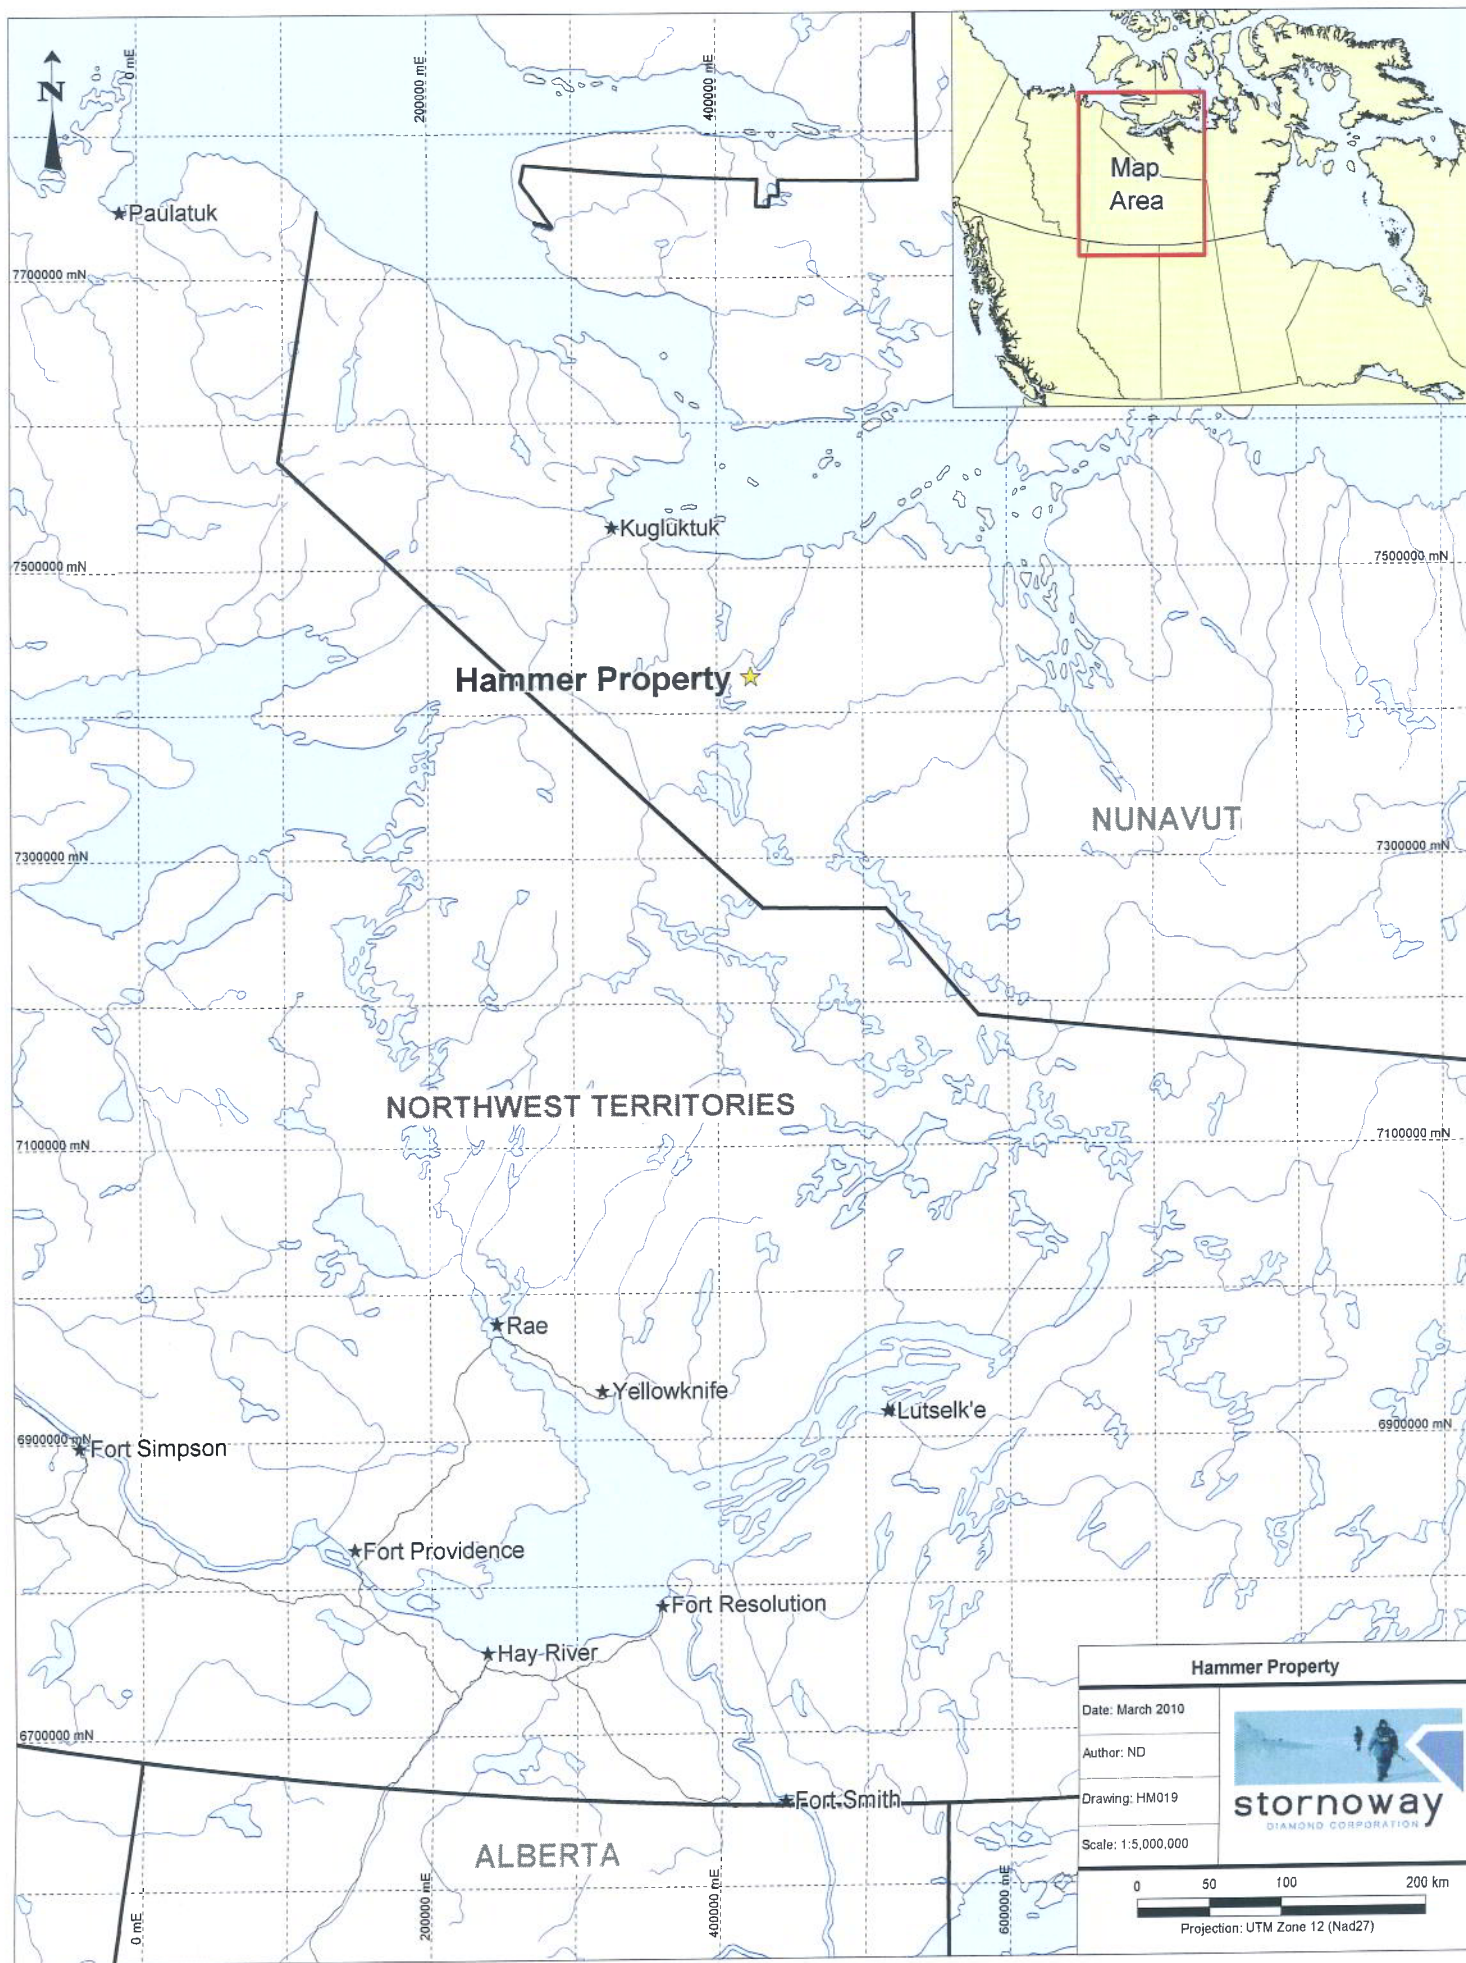 N
0 mE
200000 mE
400000 mE
Map
Area
Paulatuk
7700000 mN
Kugluktuk
7500000 mN
7500000 mN
Hammer Property
NUNAVUT
7300000 mN
7300000 mN
NORTHWEST TERRITORIES
7100000 mN
7100000 mN
Rae
Yellowknife
Lutselk'e
6900000 mN
6900000 mN
Fort Simpson
Fort Providence
Fort Resolution
Hay River
6700000 mN
Fort Smith
ALBERTA
0 mE
200000 mE
400000 mE
600000 mE
Hammer Property
Date: March 2010
Author: ND
Drawing: HM019
Scale: 1:5,000,000
stornoway
DIAMOND CORPORATION
0 50 100 200 km
Projection: UTM Zone 12 (Nad27)